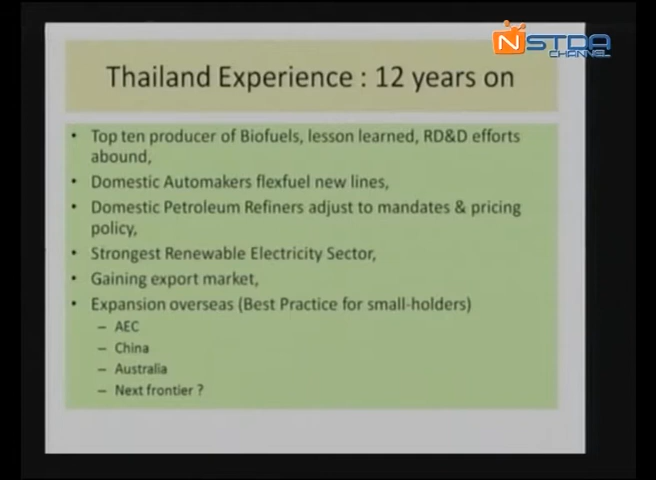 NSTDA
CHANNEL
Thailand Experience : 12 years on
• Top ten producer of Biofuels, lesson learned, RD&D efforts
abound,
• Domestic Automakers flexfuel new lines,
• Domestic Petroleum Refiners adjust to mandates & pricing
policy,
• Strongest Renewable Electricity Sector,
• Gaining export market,
• Expansion overseas (Best Practice for small-holders)
– AEC
– China
– Australia
– Next frontier ?